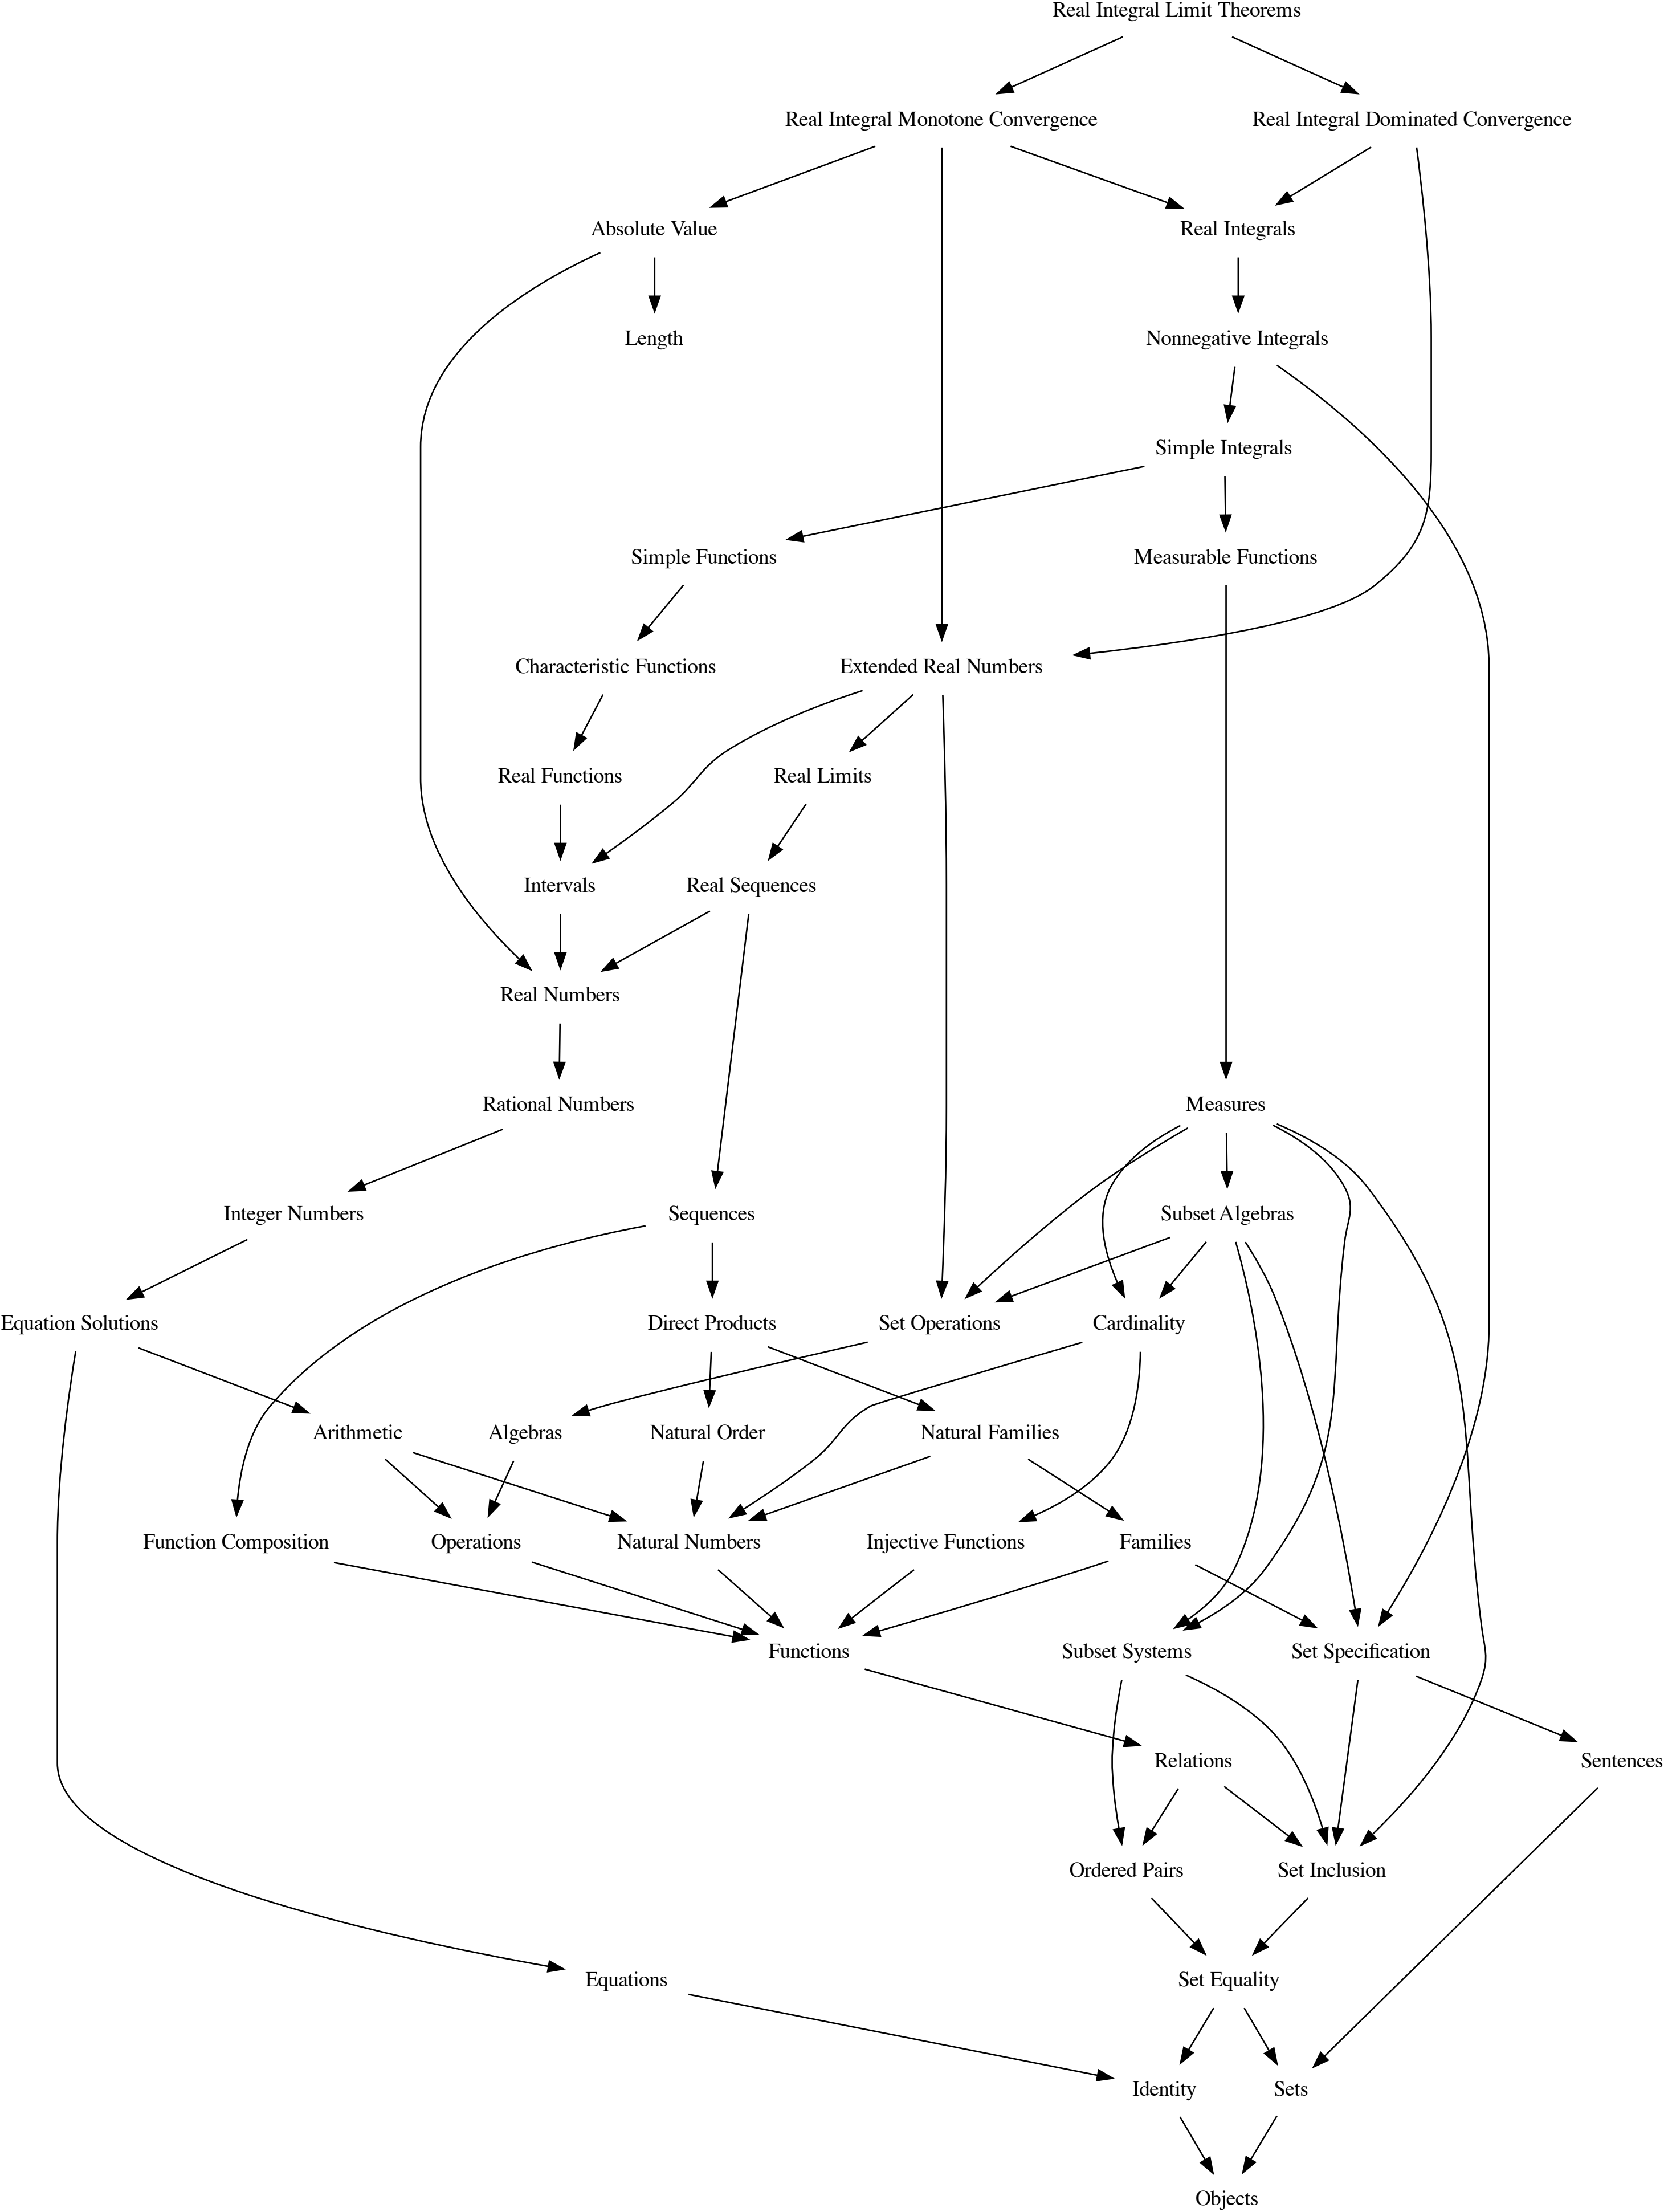 Real Integral Limit Theorems
Real Integral Monotone Convergence
Real Integral Dominated Convergence
Absolute Value
Real Integrals
Length
Nonnegative Integrals
Simple Integrals
Simple Functions
Measurable Functions
Characteristic Functions
Extended Real Numbers
Real Functions
Real Limits
Intervals
Real Sequences
Real Numbers
Rational Numbers
Measures
Integer Numbers
Sequences
Subset Algebras
Equation Solutions
Direct Products
Set Operations
Cardinality
Arithmetic
Algebras
Natural Order
Natural Families
Function Composition
Operations
Natural Numbers
Injective Functions
Families
Functions
Subset Systems
Set Specification
Relations
Sentences
Ordered Pairs
Set Inclusion
Equations
Set Equality
Identity
Sets
Objects